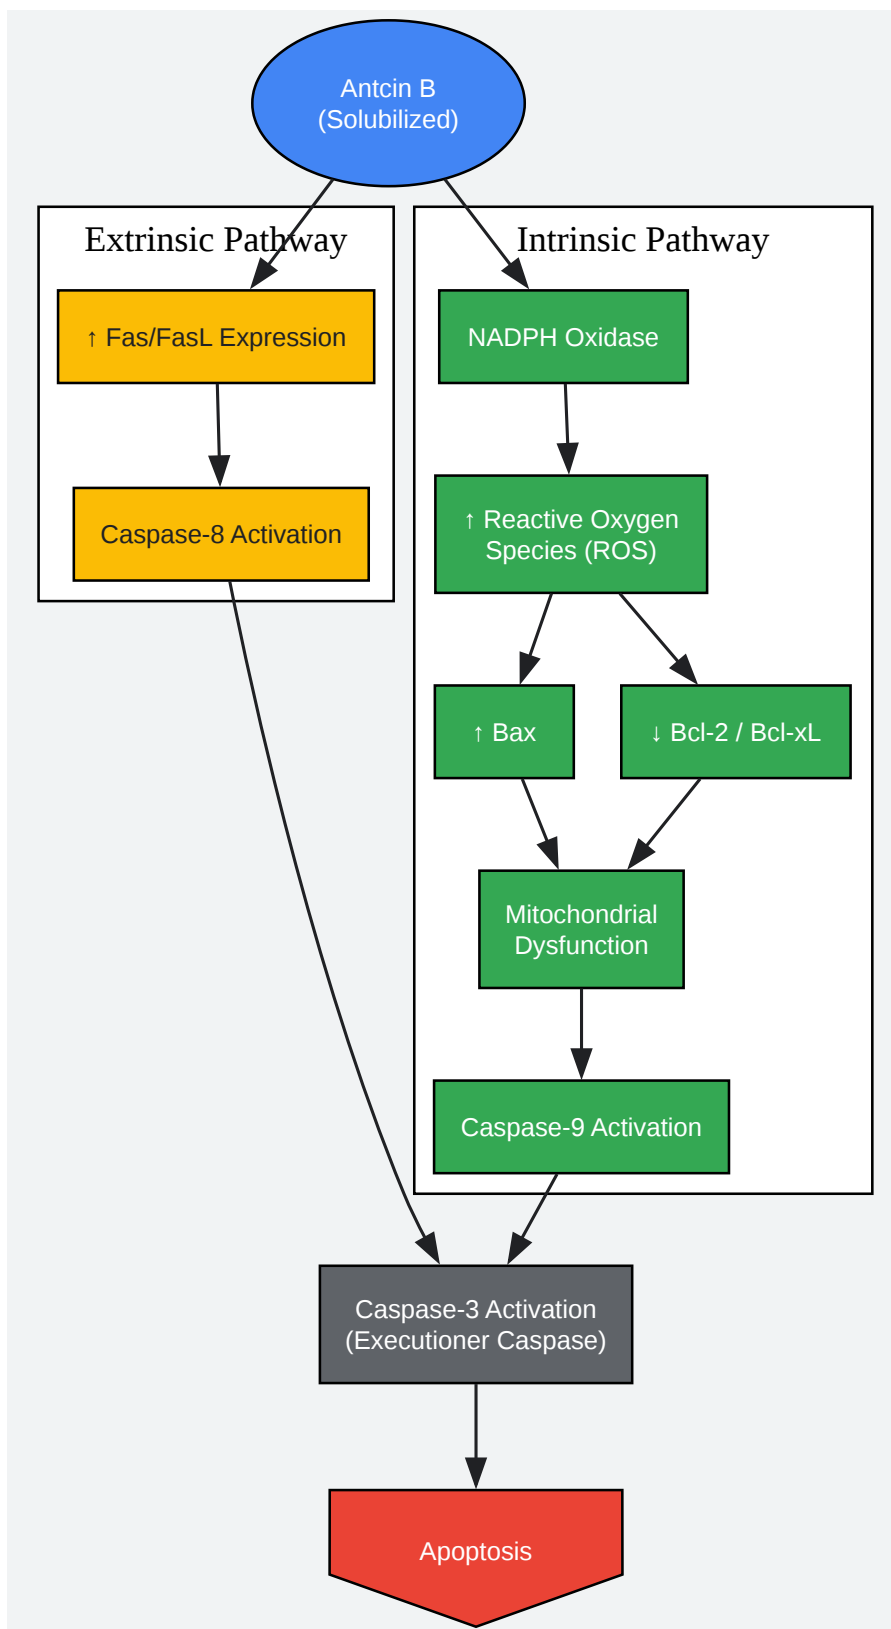 Antcin B
(Solubilized)
Extrinsic Pathway
Intrinsic Pathway
↑ Fas/FasL Expression
NADPH Oxidase
↑ Reactive Oxygen
Species (ROS)
Caspase-8 Activation
↑ Bax
↓ Bcl-2 / Bcl-xL
Mitochondrial
Dysfunction
Caspase-9 Activation
Caspase-3 Activation
(Executioner Caspase)
Apoptosis